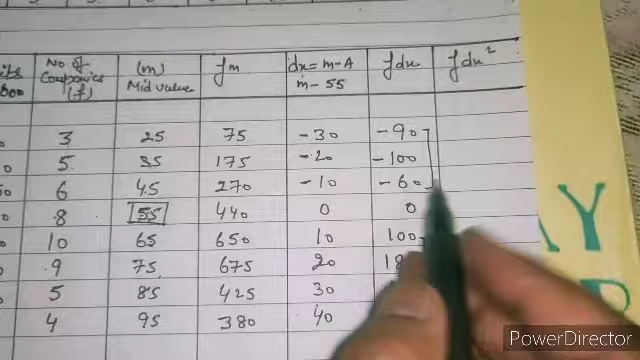 No of Companies (f) (m) Mid value fm dx = m-A m-55 fdx fdx²
3 25 75 -30 -90
5 35 175 -20 -100
6 45 270 -10 -60
8 55 440 0 0
10 65 650 10 100
9 75 675 20
5 85 425 30
4 95 380 40
PowerDirector